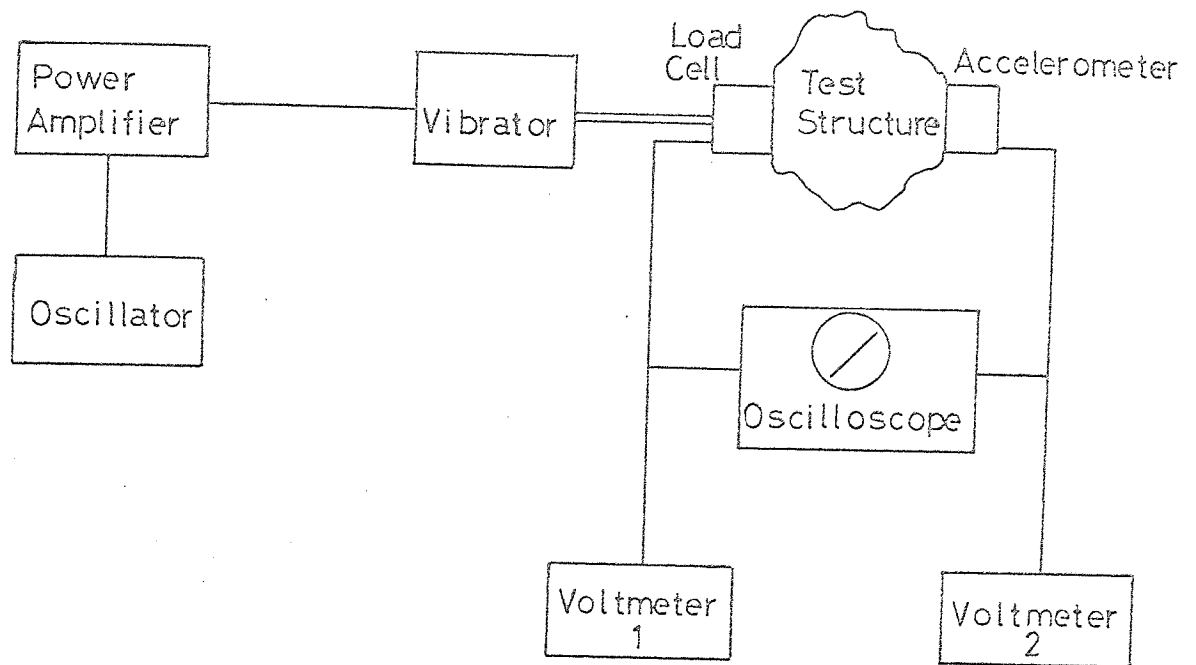 Power
Amplifier
Vibrator
Load
Cell
Test
Structure
Accelerometer
Oscillator
Oscilloscope
Voltmeter
1
Voltmeter
2